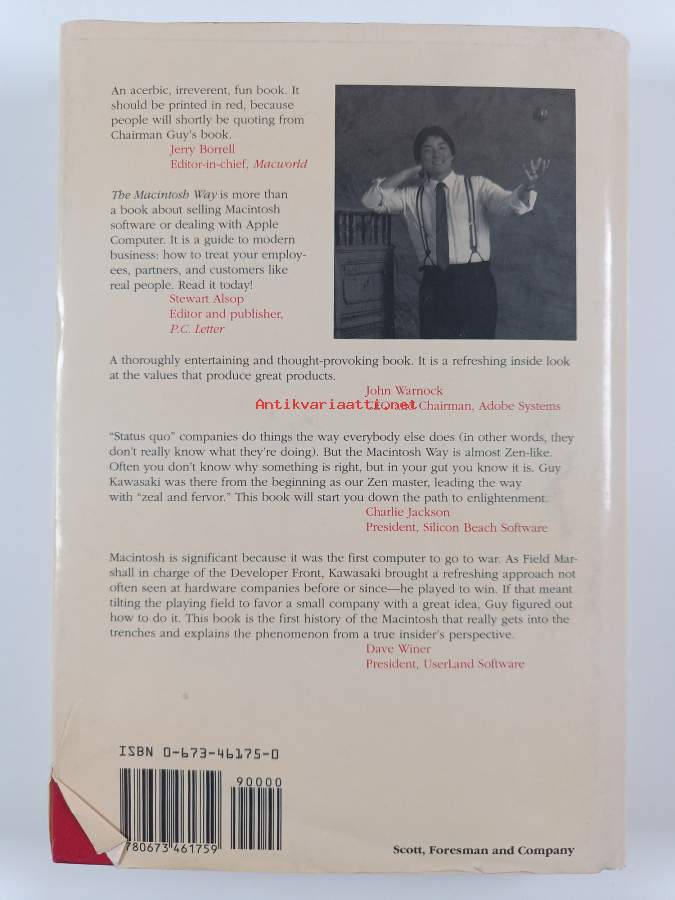 An acerbic, irreverent, fun book. It
should be printed in red, because
people will shortly be quoting from
Chairman Guy's book.
Jerry Borrell
Editor-in-chief, Macworld
The Macintosh Way is more than
a book about selling Macintosh
software or dealing with Apple
Computer. It is a guide to modern
business: how to treat your employ-
ees, partners, and customers like
real people. Read it today!
Stewart Alsop
Editor and publisher,
P.C. Letter
A thoroughly entertaining and thought-provoking book. It is a refreshing inside look
at the values that produce great products.
John Warnock
Antikvariaatti.net
Chairman, Adobe Systems
"Status quo" companies do things the way everybody else does (in other words, they
don't really know what they're doing). But the Macintosh Way is almost Zen-like.
Often you don't know why something is right, but in your gut you know it is. Guy
Kawasaki was there from the beginning as our Zen master, leading the way
with "zeal and fervor." This book will start you down the path to enlightenment.
Charlie Jackson
President, Silicon Beach Software
Macintosh is significant because it was the first computer to go to war. As Field Mar-
shall in charge of the Developer Front, Kawasaki brought a refreshing approach not
often seen at hardware companies before or since—he played to win. If that meant
tilting the playing field to favor a small company with a great idea, Guy figured out
how to do it. This book is the first history of the Macintosh that really gets into the
trenches and explains the phenomenon from a true insider's perspective.
Dave Winer
President, UserLand Software
ISBN 0-673-46175-0
90000
780673 461759
Scott, Foresman and Company